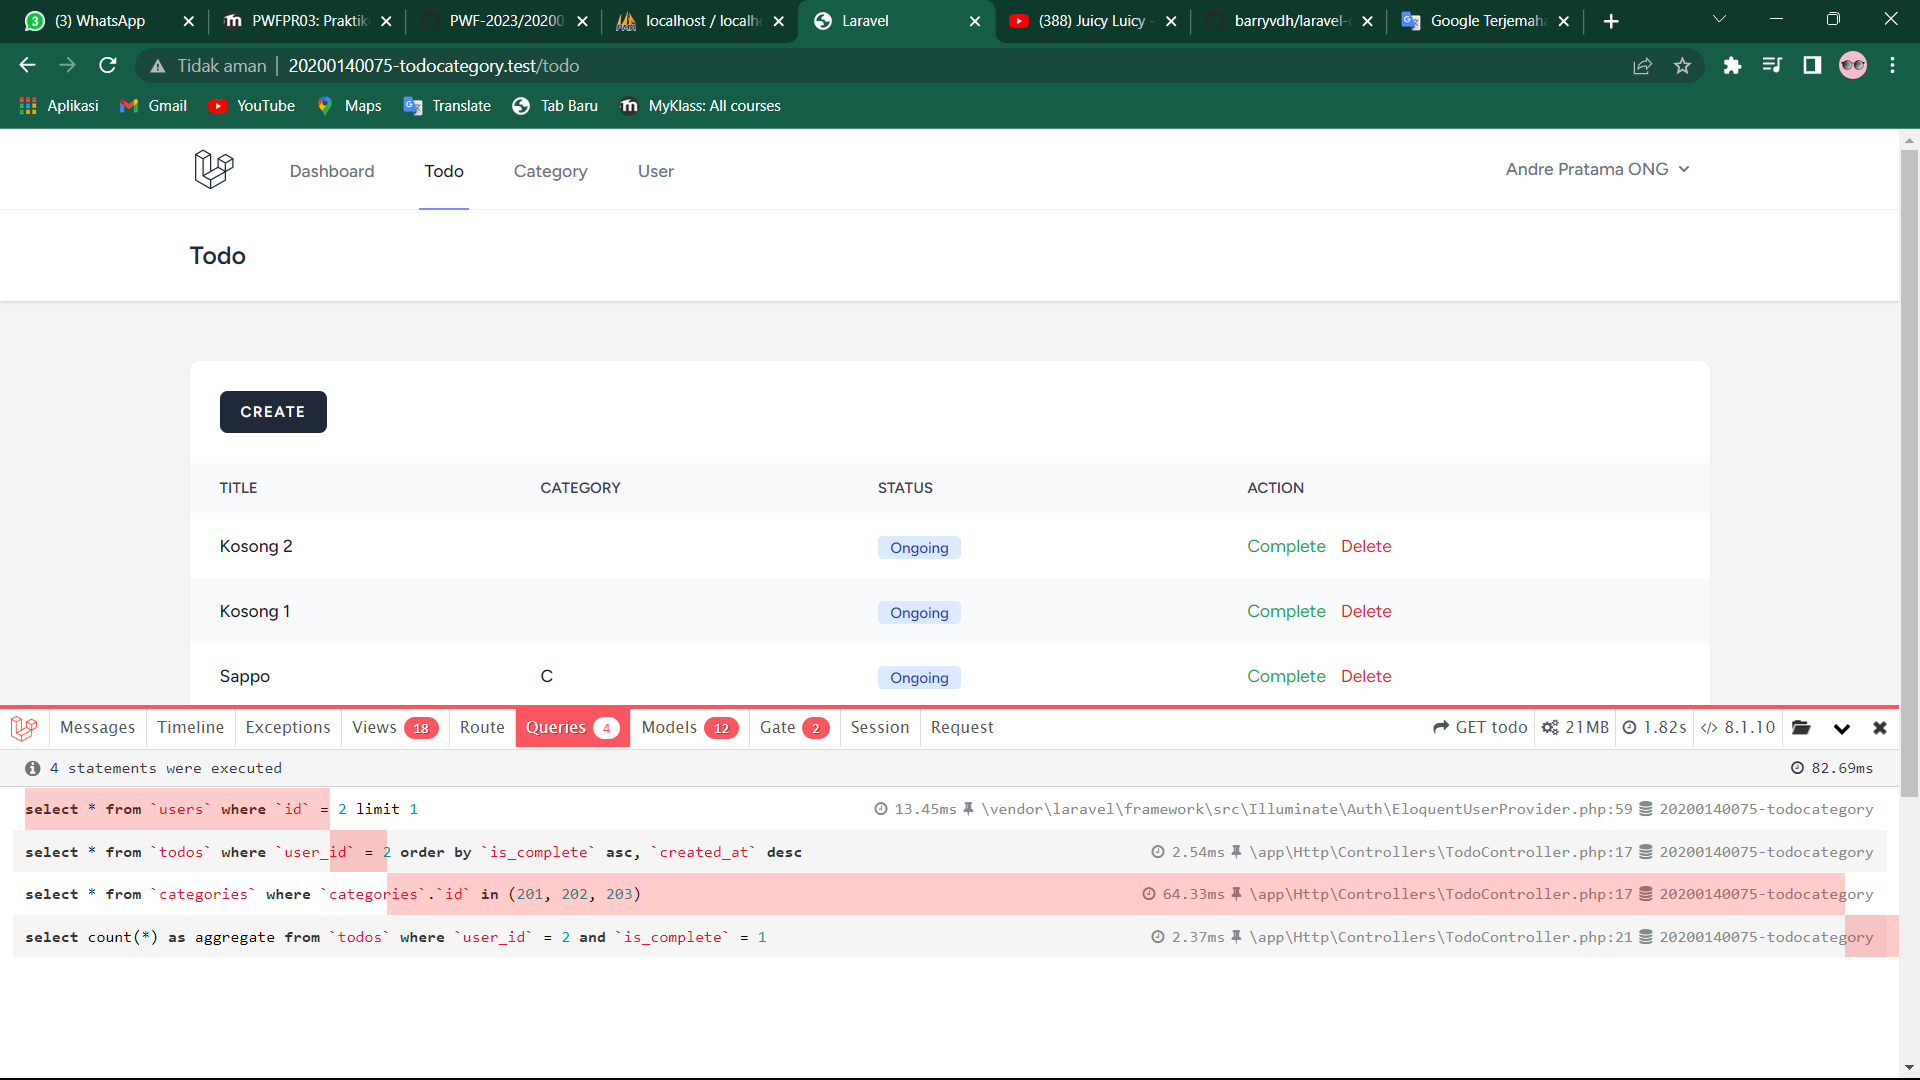 (3) WhatsApp
PWFPR03: Praktik
PWF-2023/20200
localhost / localh
Laravel
(388) Juicy Luicy -
barryvdh/laravel-
Google Terjemah
Tidak aman | 20200140075-todocategory.test/todo
Aplikasi Gmail YouTube Maps Translate Tab Baru MyKlass: All courses
Dashboard Todo Category User Andre Pratama ONG
Todo
CREATE
TITLE CATEGORY STATUS ACTION
Kosong 2 Ongoing Complete Delete
Kosong 1 Ongoing Complete Delete
Sappo C Ongoing Complete Delete
Messages Timeline Exceptions Views 18 Route Queries 4 Models 12 Gate 2 Session Request GET todo 21MB 1.82s 8.1.10
4 statements were executed 82.69ms
select * from `users` where `id` = 2 limit 1 13.45ms \vendor\laravel\framework\src\Illuminate\Auth\EloquentUserProvider.php:59 20200140075-todocategory
select * from `todos` where `user_id` = 2 order by `is_complete` asc, `created_at` desc 2.54ms \app\Http\Controllers\TodoController.php:17 20200140075-todocategory
select * from `categories` where `categories`.`id` in (201, 202, 203) 64.33ms \app\Http\Controllers\TodoController.php:17 20200140075-todocategory
select count(*) as aggregate from `todos` where `user_id` = 2 and `is_complete` = 1 2.37ms \app\Http\Controllers\TodoController.php:21 20200140075-todocategory